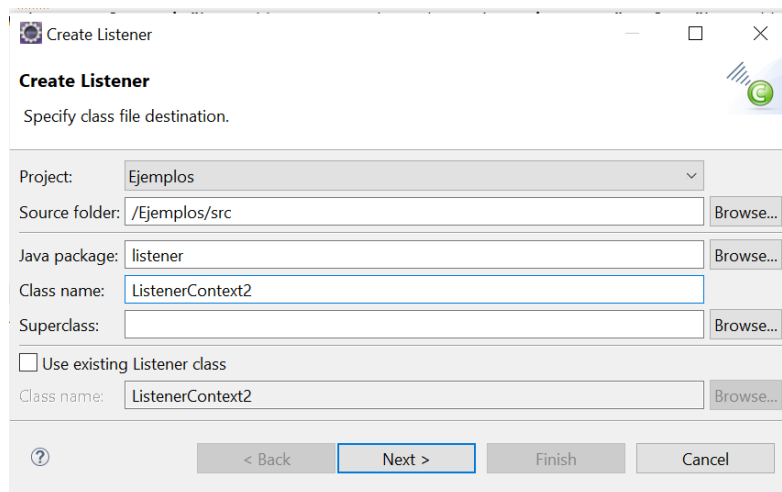 Create Listener
Create Listener
Specify class file destination.
Project: Ejemplos
Source folder: /Ejemplos/src Browse...
Java package: listener Browse...
Class name: ListenerContext2
Superclass: Browse...
Use existing Listener class
Class name: ListenerContext2 Browse...
? < Back Next > Finish Cancel